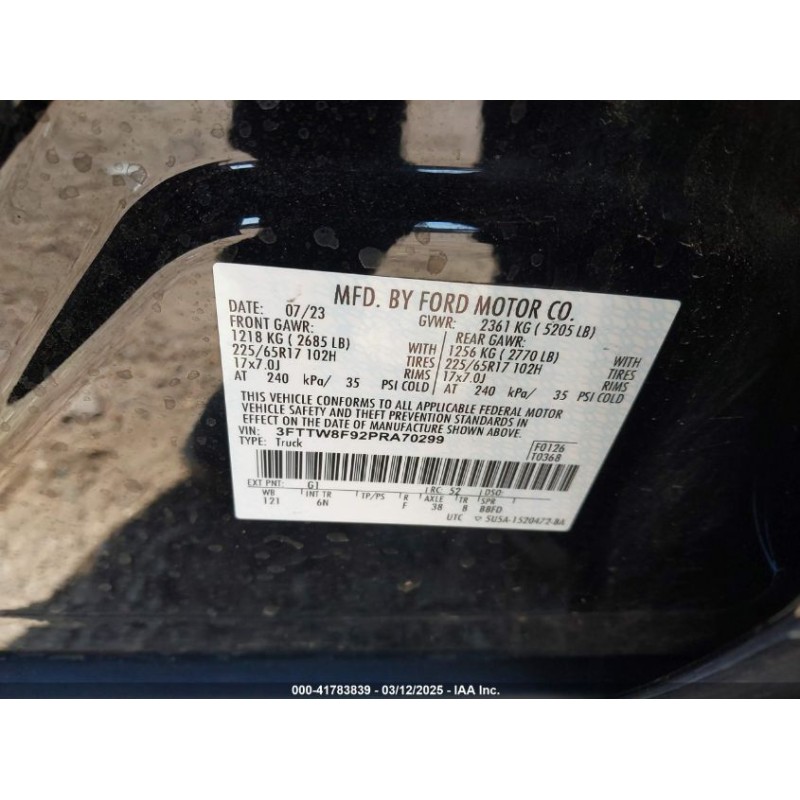 MFD. BY FORD MOTOR CO.
DATE: 07/23 GVWR: 2361 KG ( 5205 LB)
FRONT GAWR: REAR GAWR:
1218 KG ( 2685 LB) WITH 1256 KG ( 2770 LB) WITH
225/65R17 102H TIRES 225/65R17 102H TIRES
17x7.0J RIMS 17x7.0J RIMS
AT 240 kPa/ 35 PSI COLD AT 240 kPa/ 35 PSI COLD
THIS VEHICLE CONFORMS TO ALL APPLICABLE FEDERAL MOTOR
VEHICLE SAFETY AND THEFT PREVENTION STANDARDS IN
EFFECT ON THE DATE OF MANUFACTURE SHOWN ABOVE.
VIN: 3FTTW8F92PRA70299 F0126
TYPE: Truck T0368
EXT PNT: G1 RC: 52 DSO:
WB INT TR TP/PS R AXLE TR SPR
121 6N F 38 8 BBFD
UTC 5U5A-1520472-BA
000-41783839 - 03/12/2025 - IAA Inc.